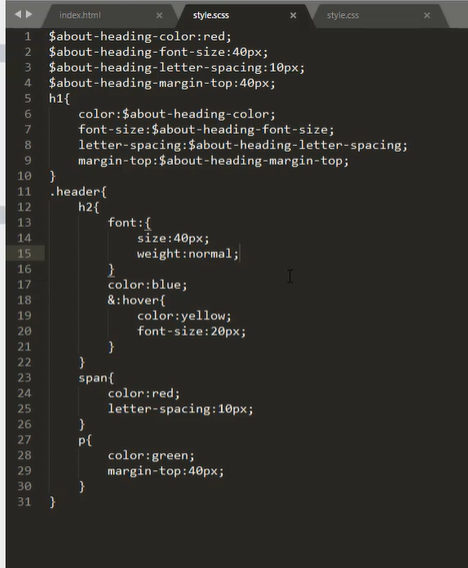 index.html × style.scss × style.css ×
1 $about-heading-color:red;
2 $about-heading-font-size:40px;
3 $about-heading-letter-spacing:10px;
4 $about-heading-margin-top:40px;
5 h1{
6 color:$about-heading-color;
7 font-size:$about-heading-font-size;
8 letter-spacing:$about-heading-letter-spacing;
9 margin-top:$about-heading-margin-top;
10 }
11 .header{
12 h2{
13 font:{
14 size:40px;
15 weight:normal;
16 }
17 color:blue;
18 &:hover{
19 color:yellow;
20 font-size:20px;
21 }
22 }
23 span{
24 color:red;
25 letter-spacing:10px;
26 }
27 p{
28 color:green;
29 margin-top:40px;
30 }
31 }